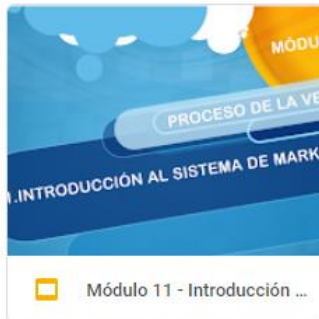 MÓDU
PROCESO DE LA VE
.INTRODUCCIÓN AL SISTEMA DE MARK
Módulo 11 - Introducción ...